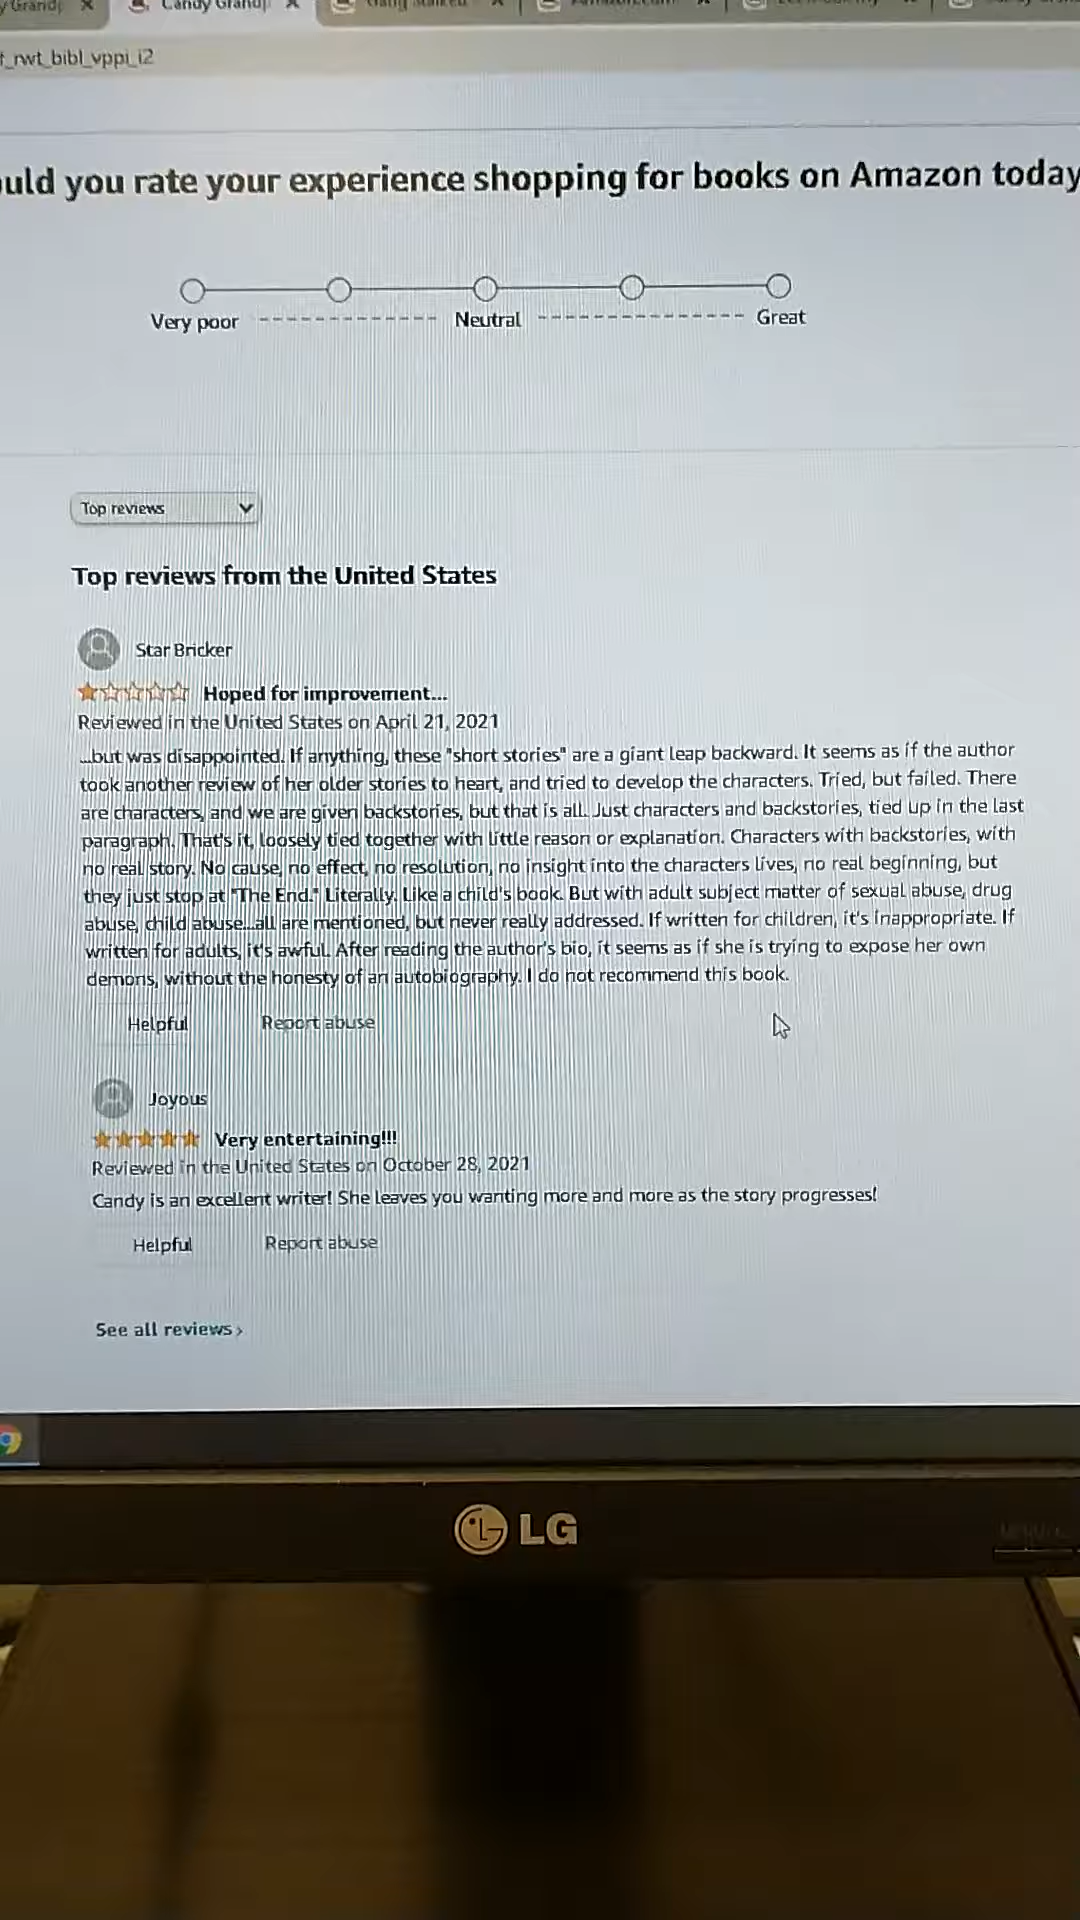 Candy Grandp
f_rwt_bibl_vppi_i2
ould you rate your experience shopping for books on Amazon today
Very poor Neutral Great
Top reviews
Top reviews from the United States
Star Bricker
Hoped for improvement...
Reviewed in the United States on April 21, 2021
...but was disappointed. If anything, these "short stories" are a giant leap backward. It seems as if the author
took another review of her older stories to heart, and tried to develop the characters. Tried, but failed. There
are characters, and we are given backstories, but that is all. Just characters and backstories, tied up in the last
paragraph. That's it, loosely tied together with little reason or explanation. Characters with backstories, with
no real story. No cause, no effect, no resolution, no insight into the characters lives, no real beginning, but
they just stop at "The End." Literally. Like a child's book. But with adult subject matter of sexual abuse, drug
abuse, child abuse...all are mentioned, but never really addressed. If written for children, it's inappropriate. If
written for adults, it's awful. After reading the author's bio, it seems as if she is trying to expose her own
demons, without the honesty of an autobiography. I do not recommend this book.
Helpful Report abuse
Joyous
Very entertaining!!!
Reviewed in the United States on October 28, 2021
Candy is an excellent writer! She leaves you wanting more and more as the story progresses!
Helpful Report abuse
See all reviews ›
LG